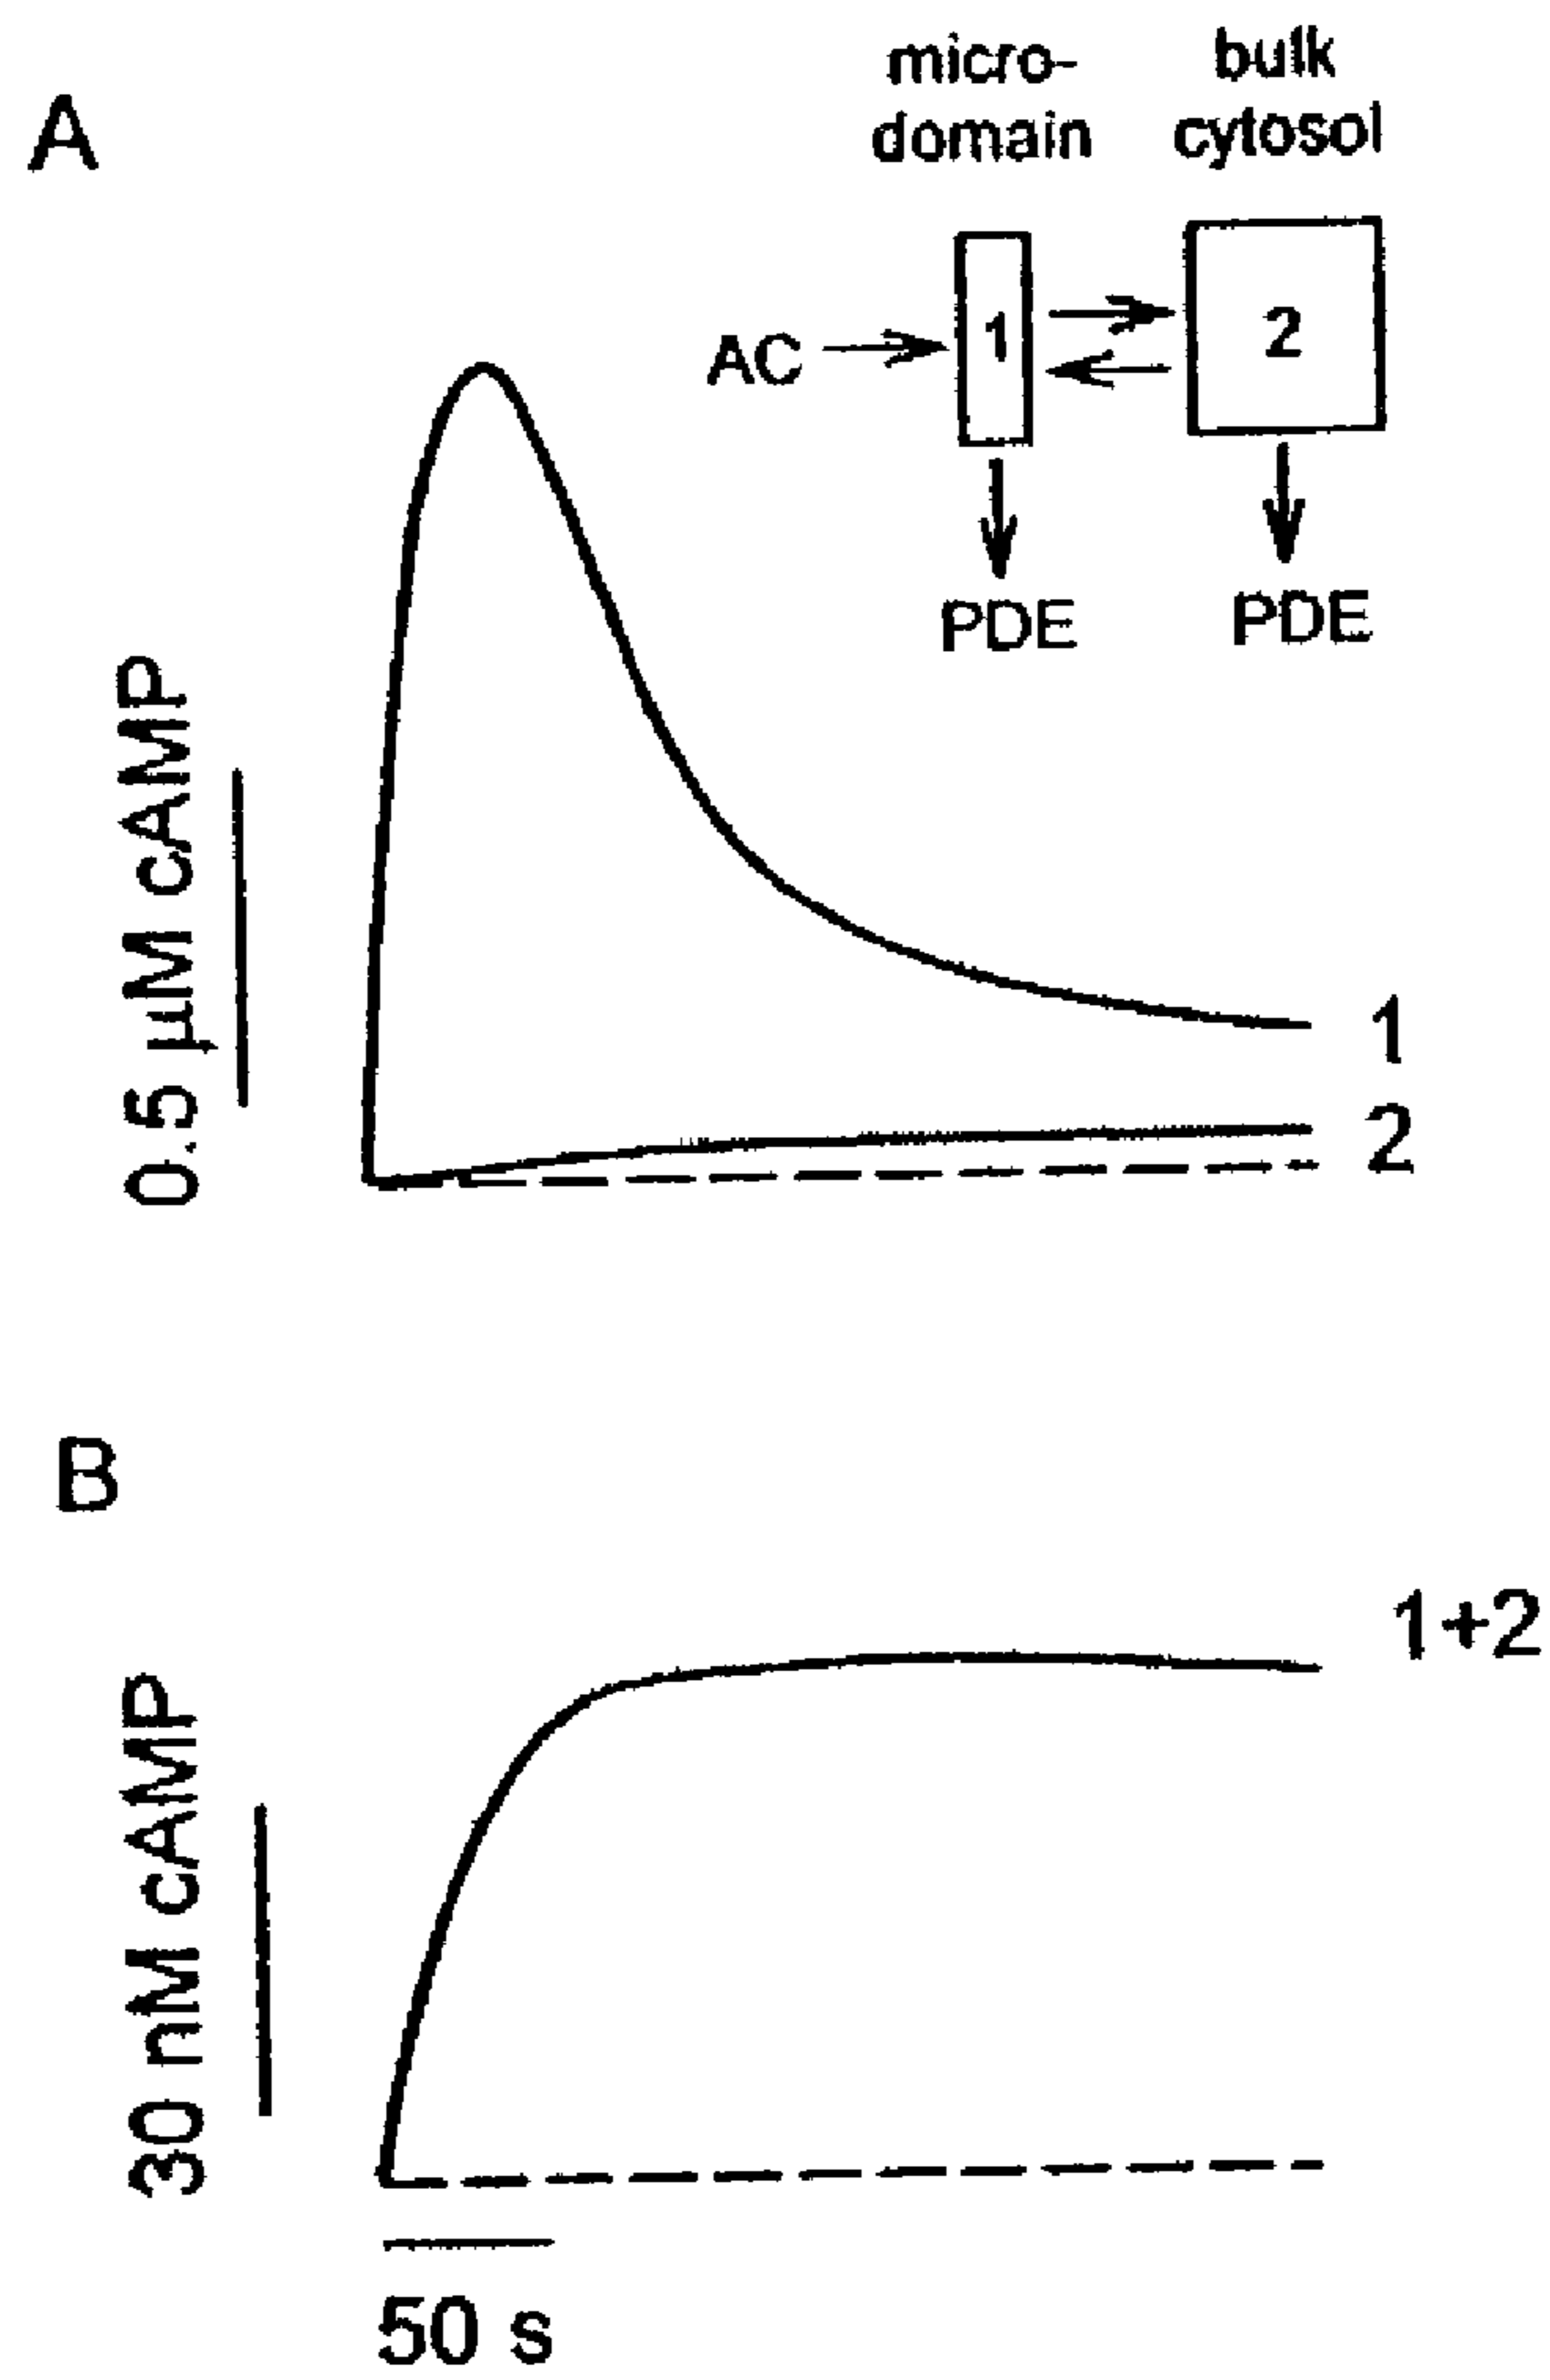 A
micro-
domain
bulk
cytosol
AC
1
2
PDE
PDE
0.5 µM cAMP
1
2
B
1+2
30 nM cAMP
50 s